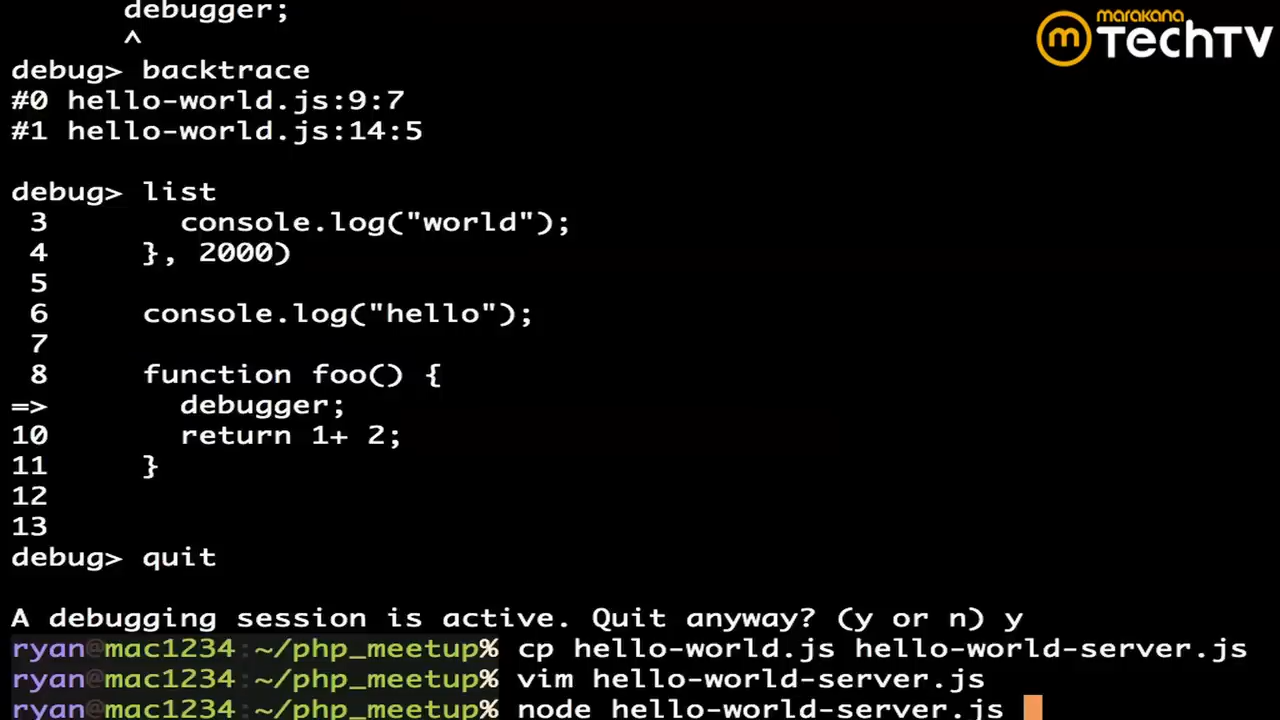 debugger;
^
marakana
m TechTV
debug> backtrace
#0 hello-world.js:9:7
#1 hello-world.js:14:5
debug> list
3 console.log("world");
4 }, 2000)
5
6 console.log("hello");
7
8 function foo() {
=> debugger;
10 return 1+ 2;
11 }
12
13
debug> quit
A debugging session is active. Quit anyway? (y or n) y
ryan@mac1234:~/php_meetup% cp hello-world.js hello-world-server.js
ryan@mac1234:~/php_meetup% vim hello-world-server.js
ryan@mac1234:~/php_meetup% node hello-world-server.js